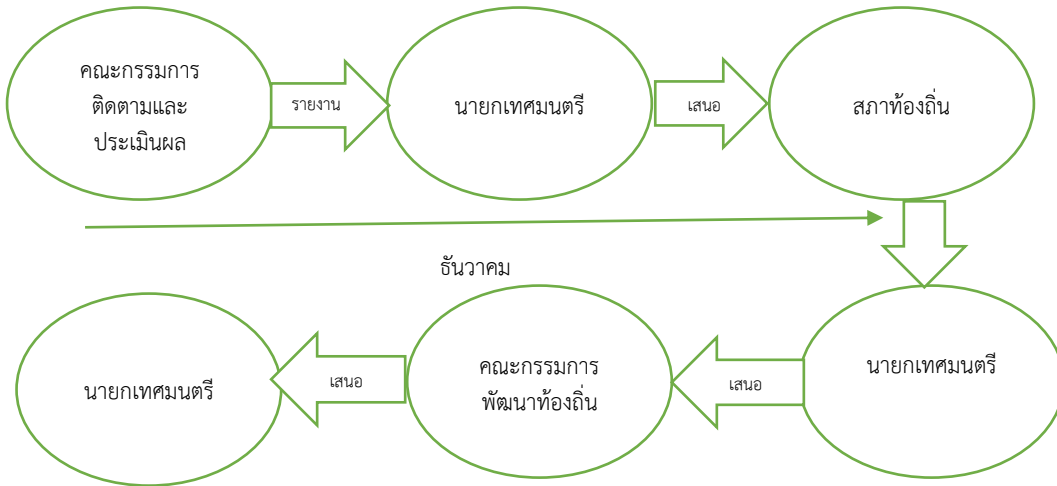 คณะกรรมการ
ติดตามและ
ประเมินผล
รายงาน
นายกเทศมนตรี
เสนอ
สภาท้องถิ่น
ธันวาคม
นายกเทศมนตรี
เสนอ
คณะกรรมการ
พัฒนาท้องถิ่น
เสนอ
นายกเทศมนตรี